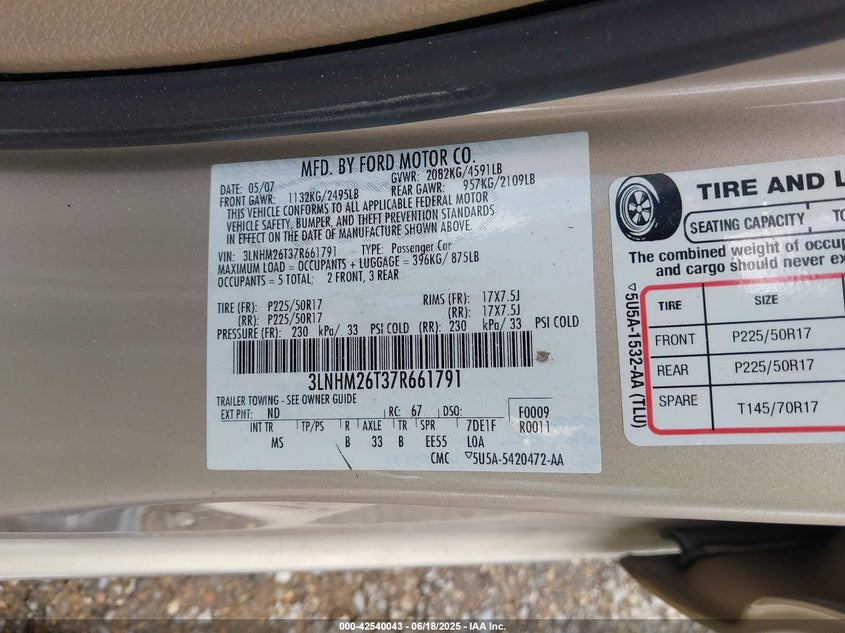 MFD. BY FORD MOTOR CO.
DATE: 05/07 GVWR: 2082KG/4591LB
FRONT GAWR: 1132KG/2495LB REAR GAWR: 957KG/2109LB
THIS VEHICLE CONFORMS TO ALL APPLICABLE FEDERAL MOTOR
VEHICLE SAFETY, BUMPER, AND THEFT PREVENTION STANDARDS
IN EFFECT ON THE DATE OF MANUFACTURE SHOWN ABOVE.
VIN: 3LNHM26T37R661791 TYPE: Passenger Car
MAXIMUM LOAD = OCCUPANTS + LUGGAGE = 396KG/ 875LB
OCCUPANTS = 5 TOTAL; 2 FRONT, 3 REAR
TIRE (FR): P225/50R17 RIMS (FR): 17X7.5J
(RR): P225/50R17 (RR): 17X7.5J
PRESSURE (FR): 230 kPa/ 33 PSI COLD (RR): 230 kPa/ 33 PSI COLD
3LNHM26T37R661791
TRAILER TOWING - SEE OWNER GUIDE
EXT PNT: ND RC: 67 DSO: F0009
INT TR TP/PS R AXLE TR SPR 7DE1F R0011
MS B 33 B EE55 LOA
CMC ▽5U5A-5420472-AA
TIRE AND L
SEATING CAPACITY TO
The combined weight of occup
and cargo should never ex
▽5U5A-1532-AA (TLU)
TIRE SIZE
FRONT P225/50R17
REAR P225/50R17
SPARE T145/70R17
000-42540043 - 06/18/2025 - IAA Inc.